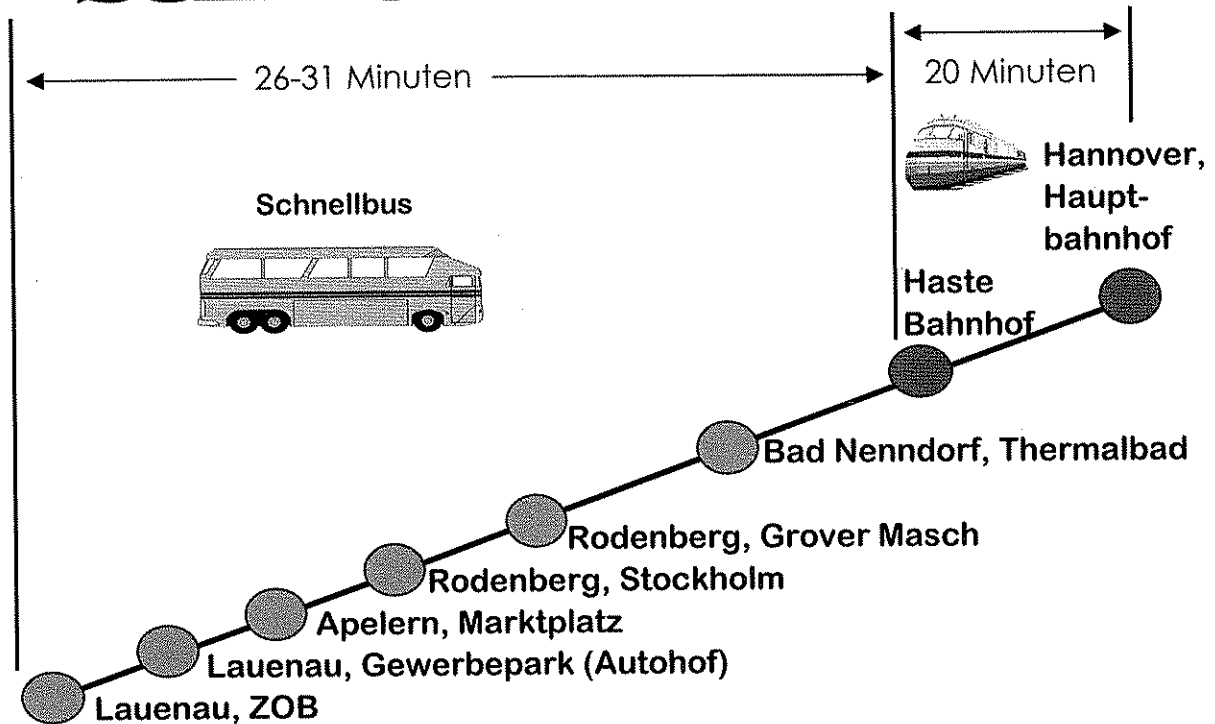 26-31 Minuten
20 Minuten
Schnellbus
Hannover,
Haupt-
bahnhof
Haste
Bahnhof
Bad Nenndorf, Thermalbad
Rodenberg, Grover Masch
Rodenberg, Stockholm
Apelern, Marktplatz
Lauenau, Gewerbepark (Autohof)
Lauenau, ZOB